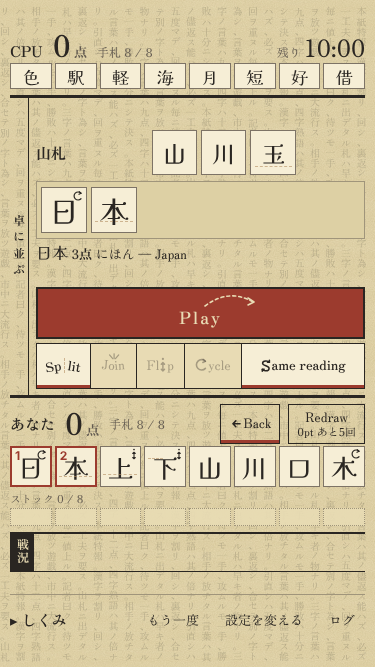 CPU 0点 手札 8 / 8 残り 10:00
色 駅 軽 海 月 短 好 借
卓に並ぶ
山札 山 川 玉
日 本
日本 3点 にほん — Japan
Play
Split Join Flip Cycle Same reading
あなた 0点 手札 8 / 8 ←Back Redraw
0pt あと5回
1日 2本 上 下 山 川 口 木
ストック 0 / 8
戦況
▶ しくみ もう一度 設定を変える ログ